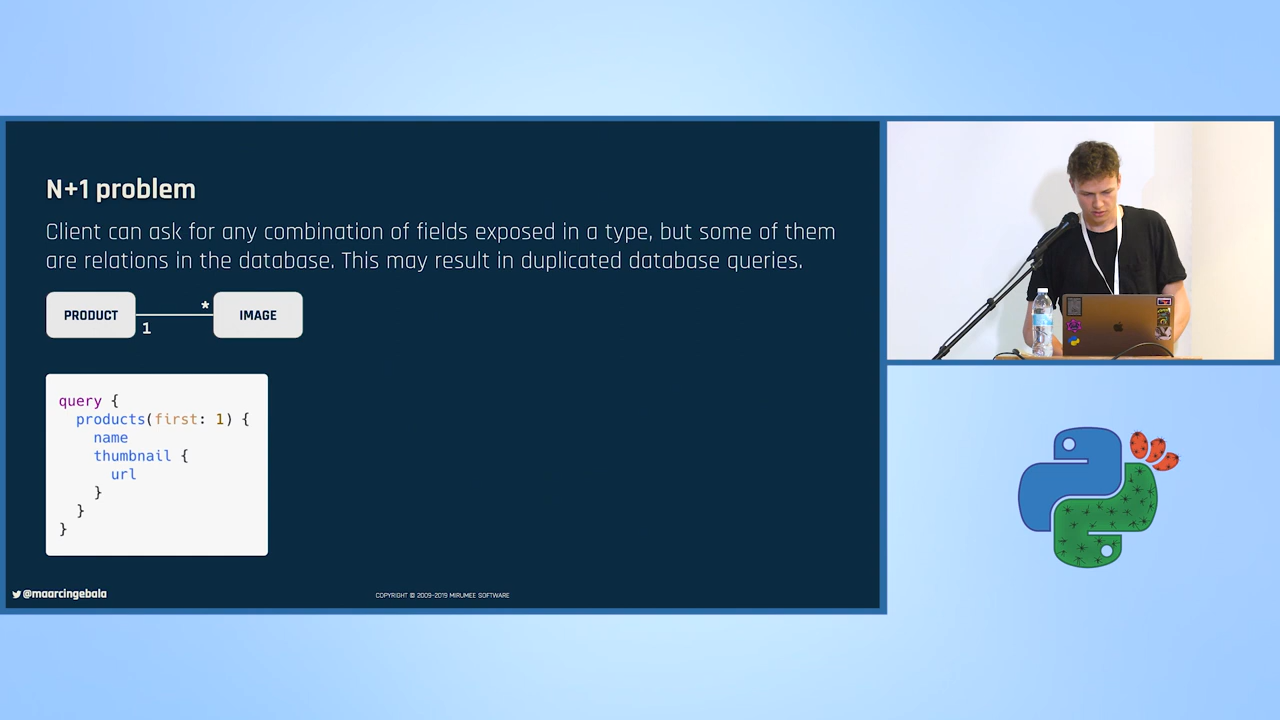 N+1 problem
Client can ask for any combination of fields exposed in a type, but some of them
are relations in the database. This may result in duplicated database queries.
PRODUCT
1
*
IMAGE
query {
  products(first: 1) {
    name
    thumbnail {
      url
    }
  }
}
@maarcingebala
COPYRIGHT © 2009-2019 MIRUMEE SOFTWARE